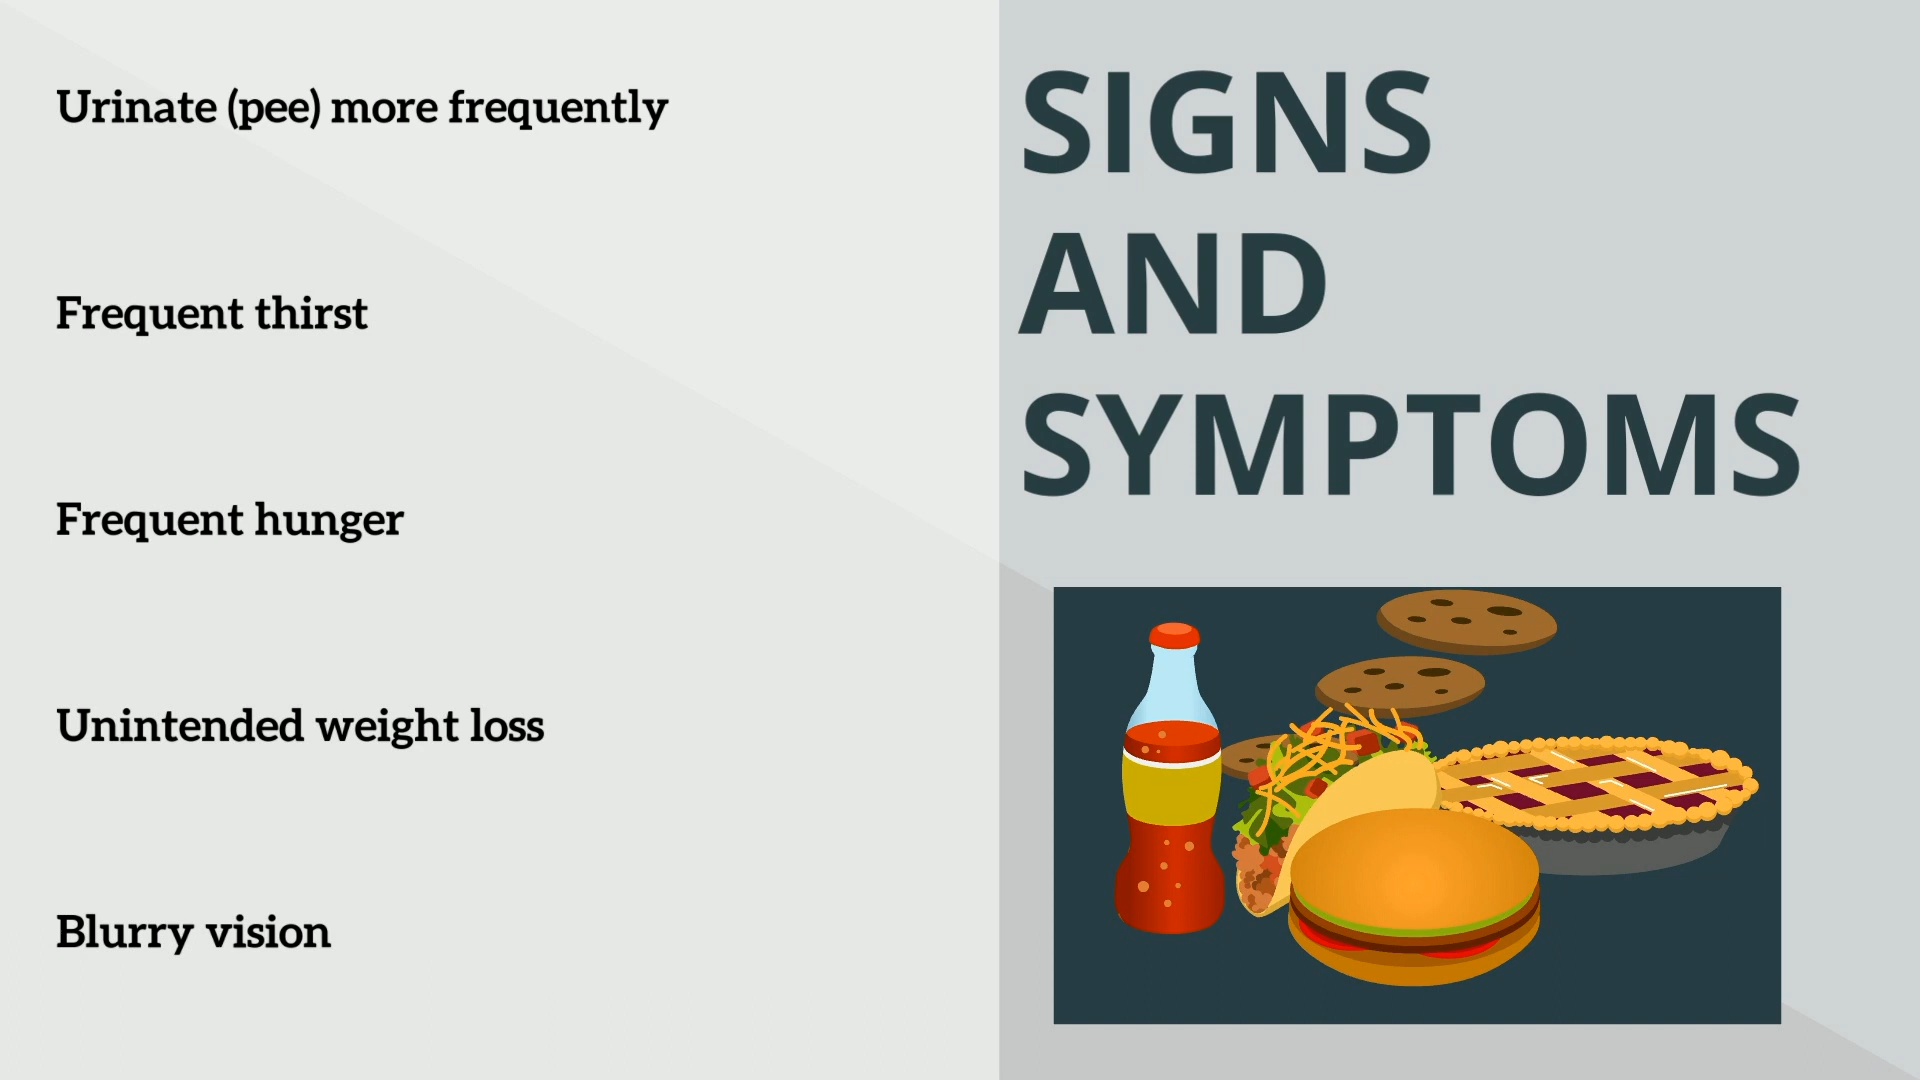 Urinate (pee) more frequently
Frequent thirst
Frequent hunger
Unintended weight loss
Blurry vision
SIGNS
AND
SYMPTOMS